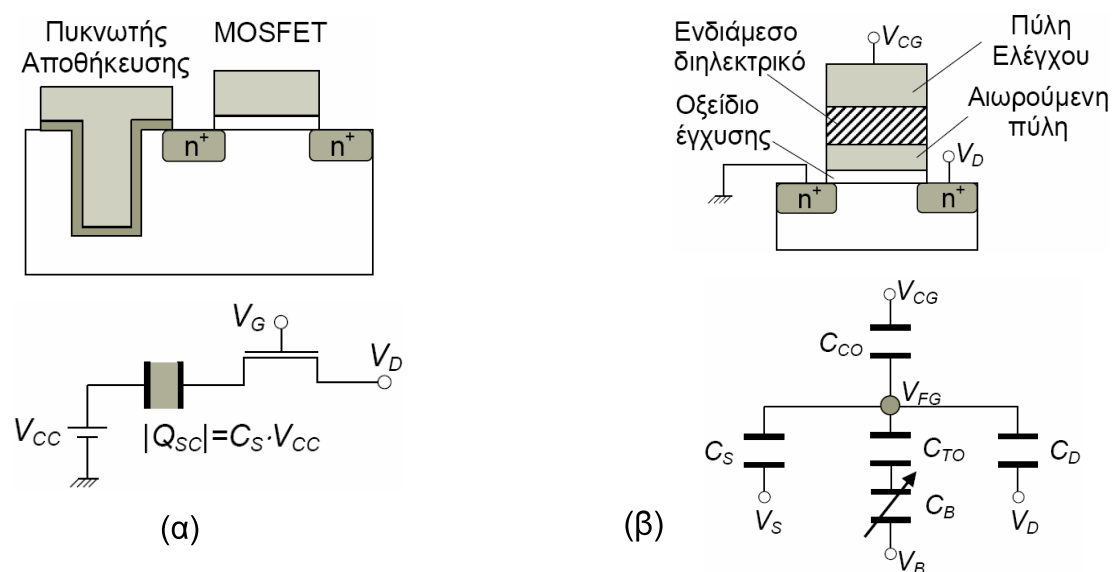 Πυκνωτής
Αποθήκευσης
MOSFET
n+
n+
VG
VD
VCC
|QSC|=CS·VCC
(α)
Ενδιάμεσο
διηλεκτρικό
Οξείδιο
έγχυσης
VCG
Πύλη
Ελέγχου
Αιωρούμενη
πύλη
VD
n+
n+
VCG
CCO
VFG
CS
CTO
CD
CB
VS
VD
VB
(β)